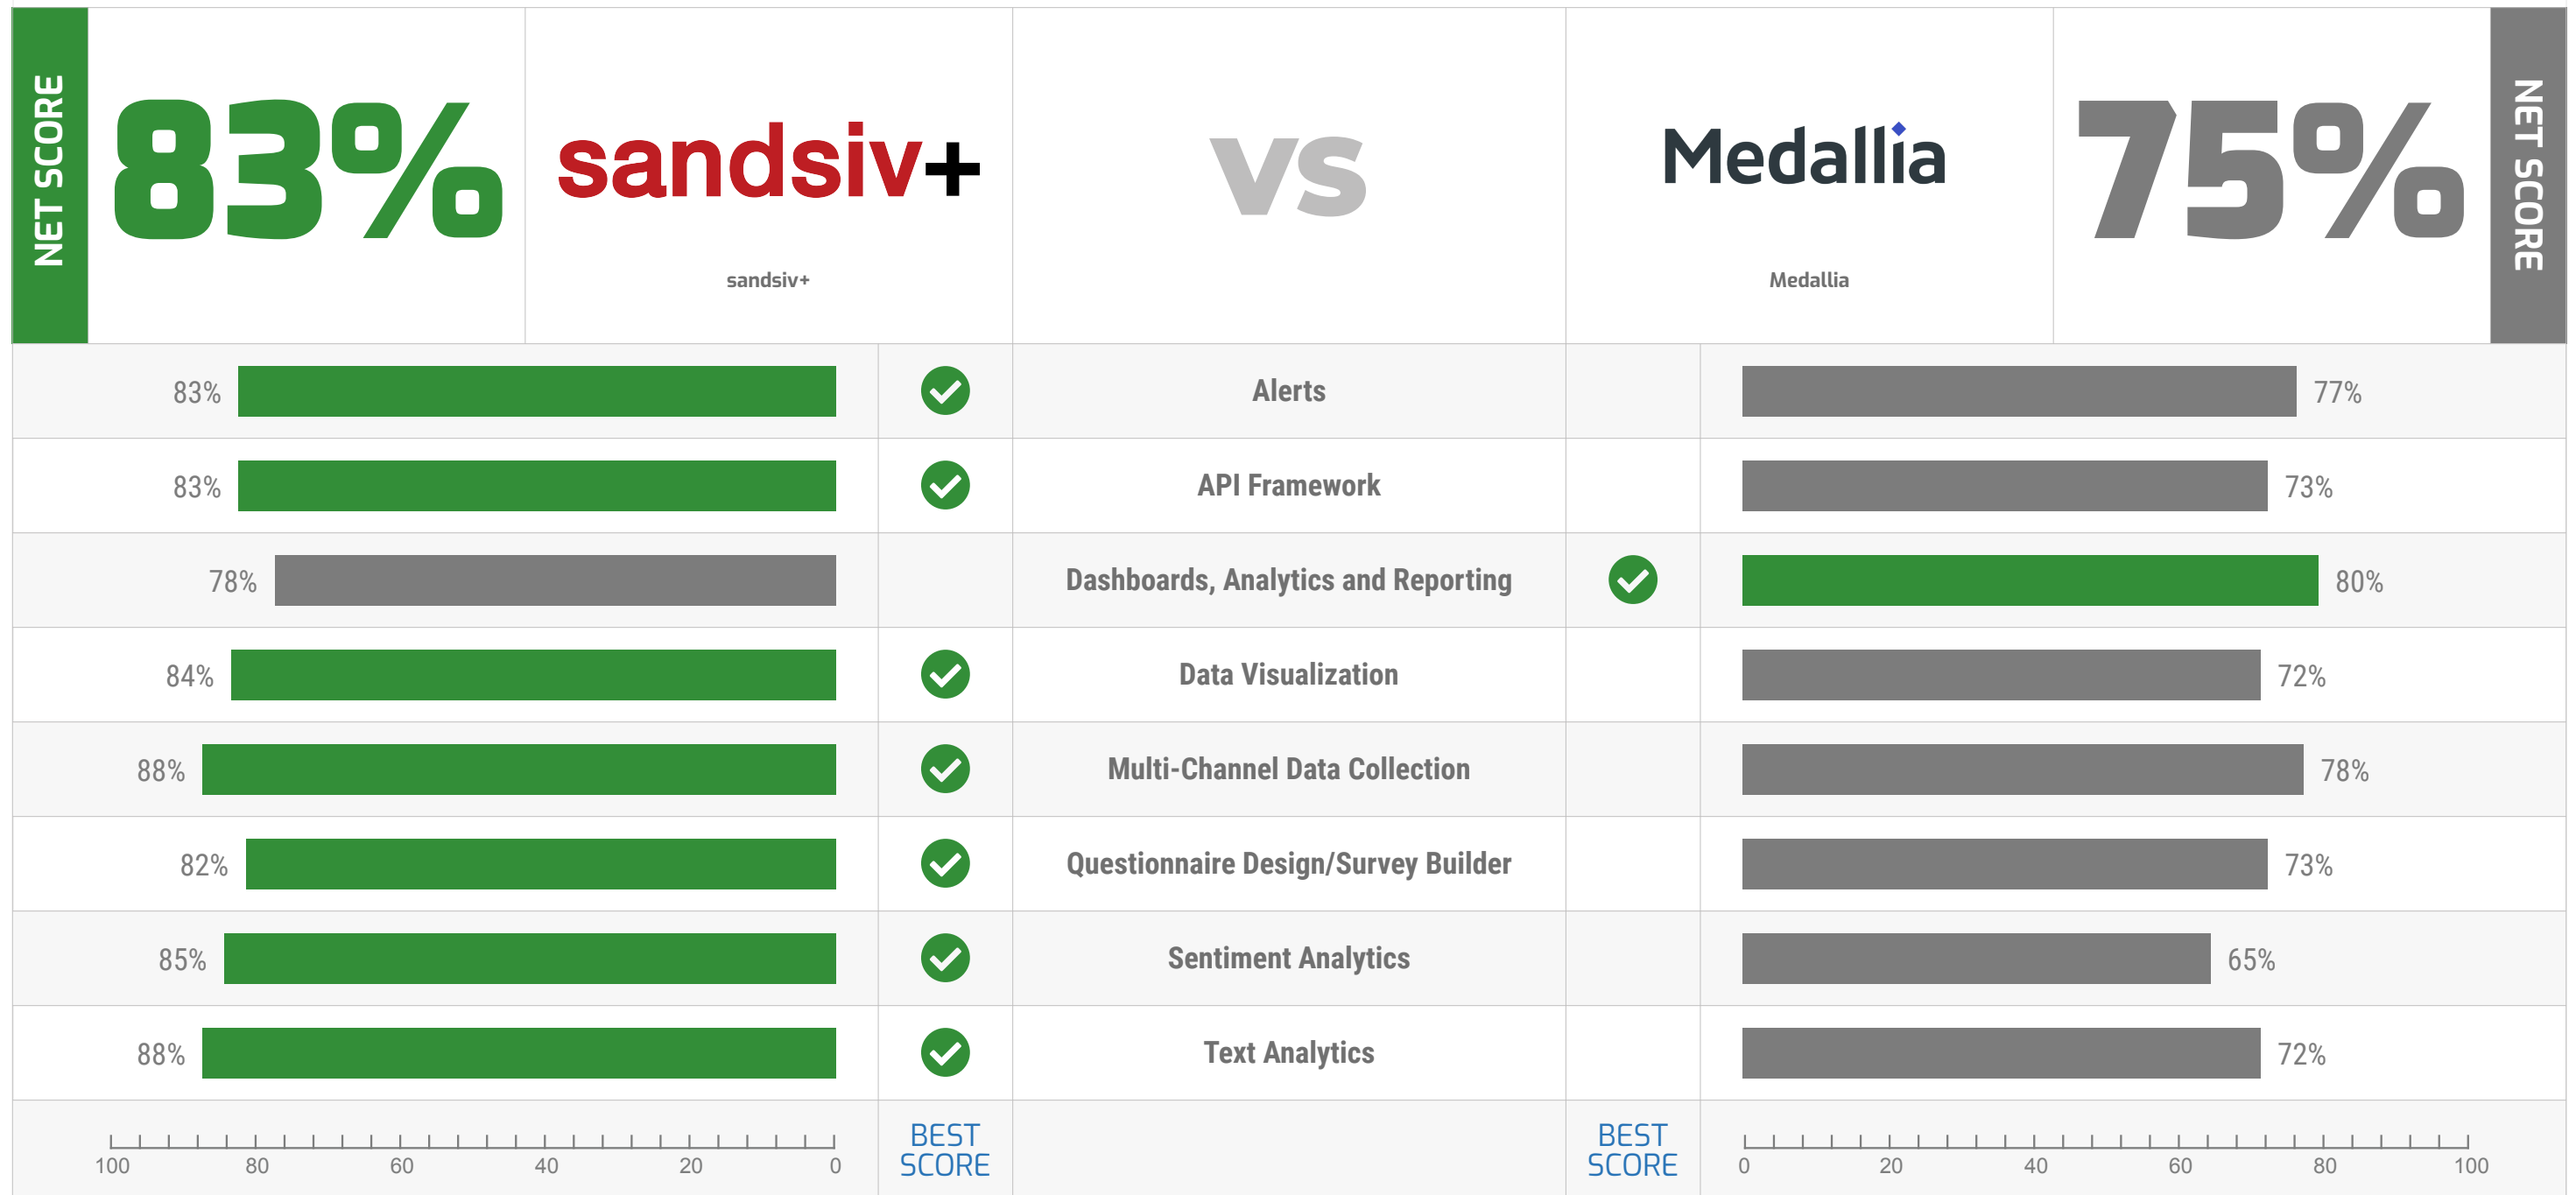 NET SCORE
83%
sandsiv+
sandsiv+
vs
Medallia
Medallia
75%
NET SCORE
83% Alerts 77%
83% API Framework 73%
78% Dashboards, Analytics and Reporting 80%
84% Data Visualization 72%
88% Multi-Channel Data Collection 78%
82% Questionnaire Design/Survey Builder 73%
85% Sentiment Analytics 65%
88% Text Analytics 72%
100 80 60 40 20 0
BEST
SCORE
BEST
SCORE
0 20 40 60 80 100